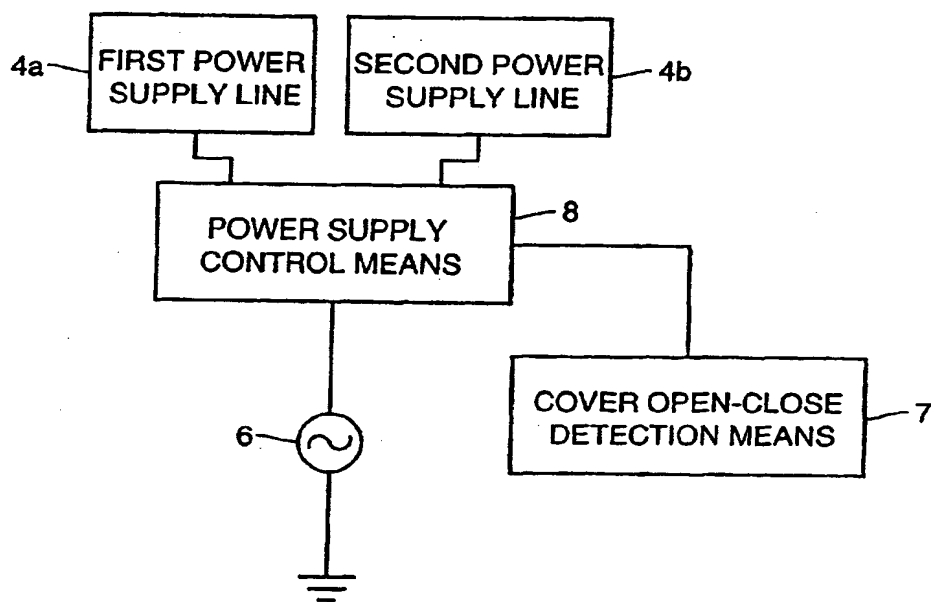 4a
FIRST POWER
SUPPLY LINE
SECOND POWER
SUPPLY LINE
4b
POWER SUPPLY
CONTROL MEANS
8
6
COVER OPEN-CLOSE
DETECTION MEANS
7